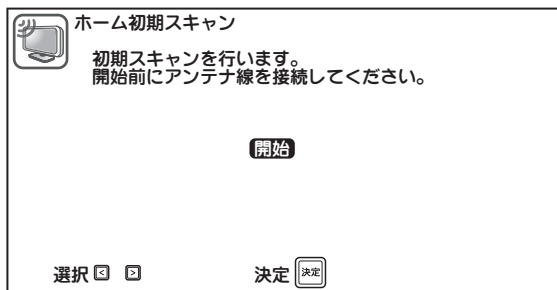 ホーム初期スキャン
初期スキャンを行います。
開始前にアンテナ線を接続してください。
開始
選択 < > 決定 決定